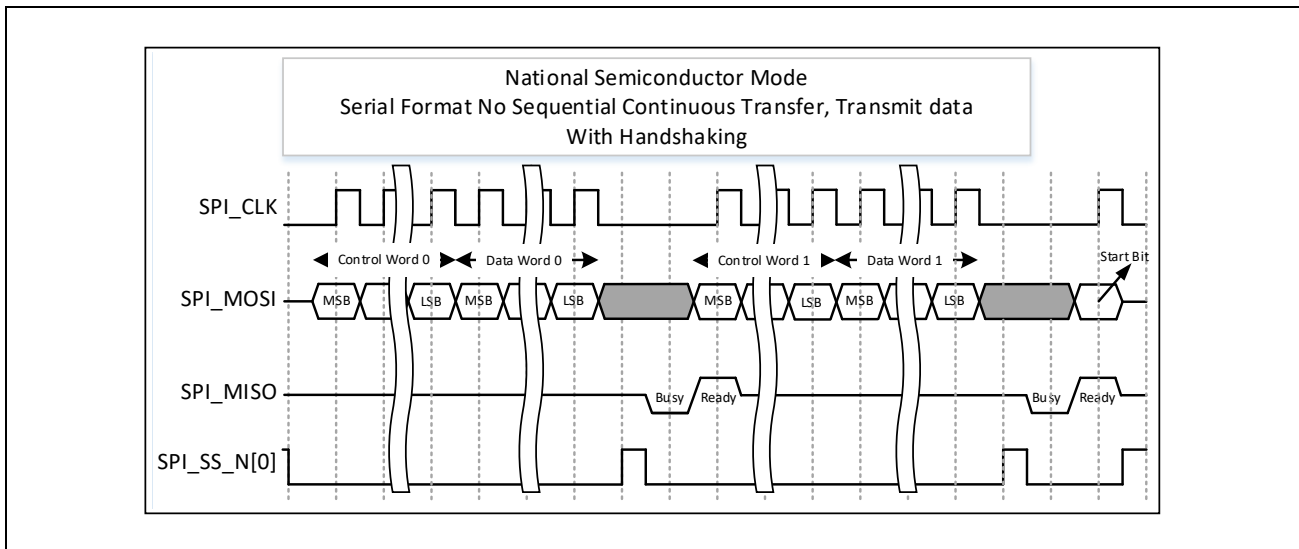 National Semiconductor Mode
Serial Format No Sequential Continuous Transfer, Transmit data
With Handshaking
SPI_CLK
Control Word 0 Data Word 0 Control Word 1 Data Word 1 Start Bit
SPI_MOSI MSB LSB MSB LSB MSB LSB MSB LSB
SPI_MISO Busy Ready Busy Ready
SPI_SS_N[0]